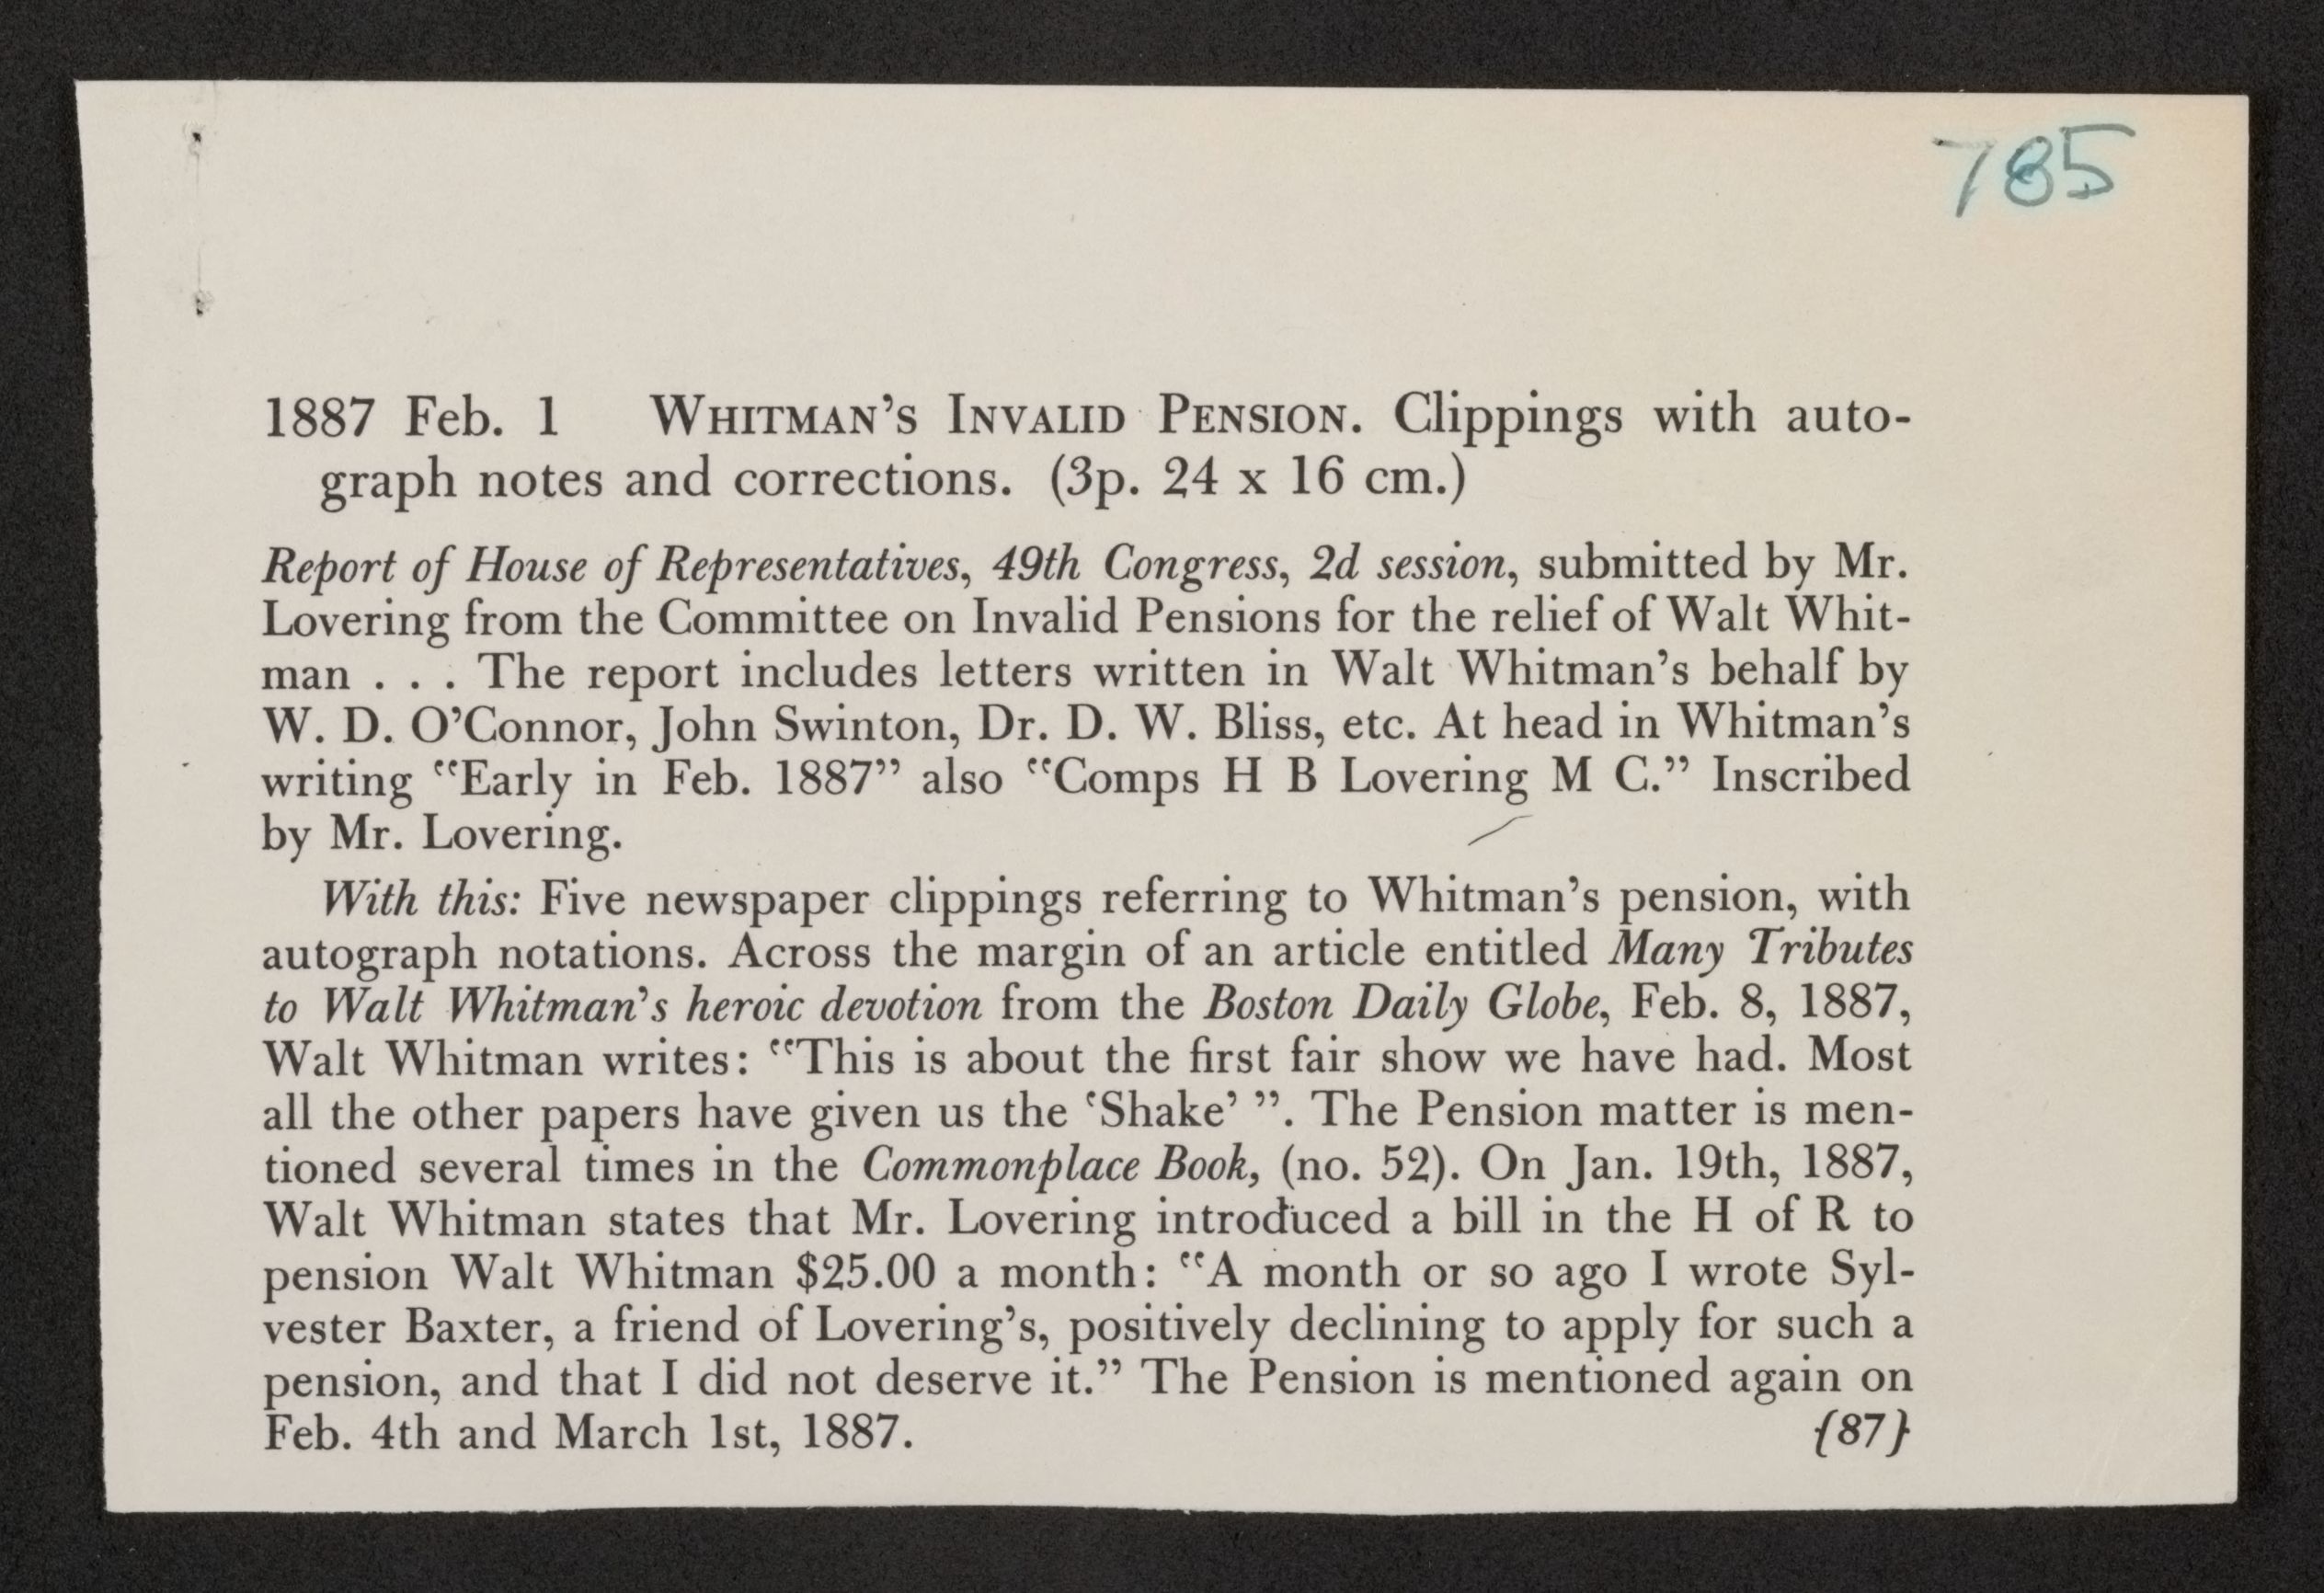 785
1887 Feb. 1 WHITMAN'S INVALID PENSION. Clippings with auto-
graph notes and corrections. (3p. 24 x 16 cm.)
Report of House of Representatives, 49th Congress, 2d session, submitted by Mr.
Lovering from the Committee on Invalid Pensions for the relief of Walt Whit-
man . . . The report includes letters written in Walt Whitman's behalf by
W. D. O'Connor, John Swinton, Dr. D. W. Bliss, etc. At head in Whitman's
writing "Early in Feb. 1887" also "Comps H B Lovering M C." Inscribed
by Mr. Lovering.
With this: Five newspaper clippings referring to Whitman's pension, with
autograph notations. Across the margin of an article entitled Many Tributes
to Walt Whitman's heroic devotion from the Boston Daily Globe, Feb. 8, 1887,
Walt Whitman writes: "This is about the first fair show we have had. Most
all the other papers have given us the 'Shake' ". The Pension matter is men-
tioned several times in the Commonplace Book, (no. 52). On Jan. 19th, 1887,
Walt Whitman states that Mr. Lovering introduced a bill in the H of R to
pension Walt Whitman $25.00 a month: "A month or so ago I wrote Syl-
vester Baxter, a friend of Lovering's, positively declining to apply for such a
pension, and that I did not deserve it." The Pension is mentioned again on
Feb. 4th and March 1st, 1887. {87}